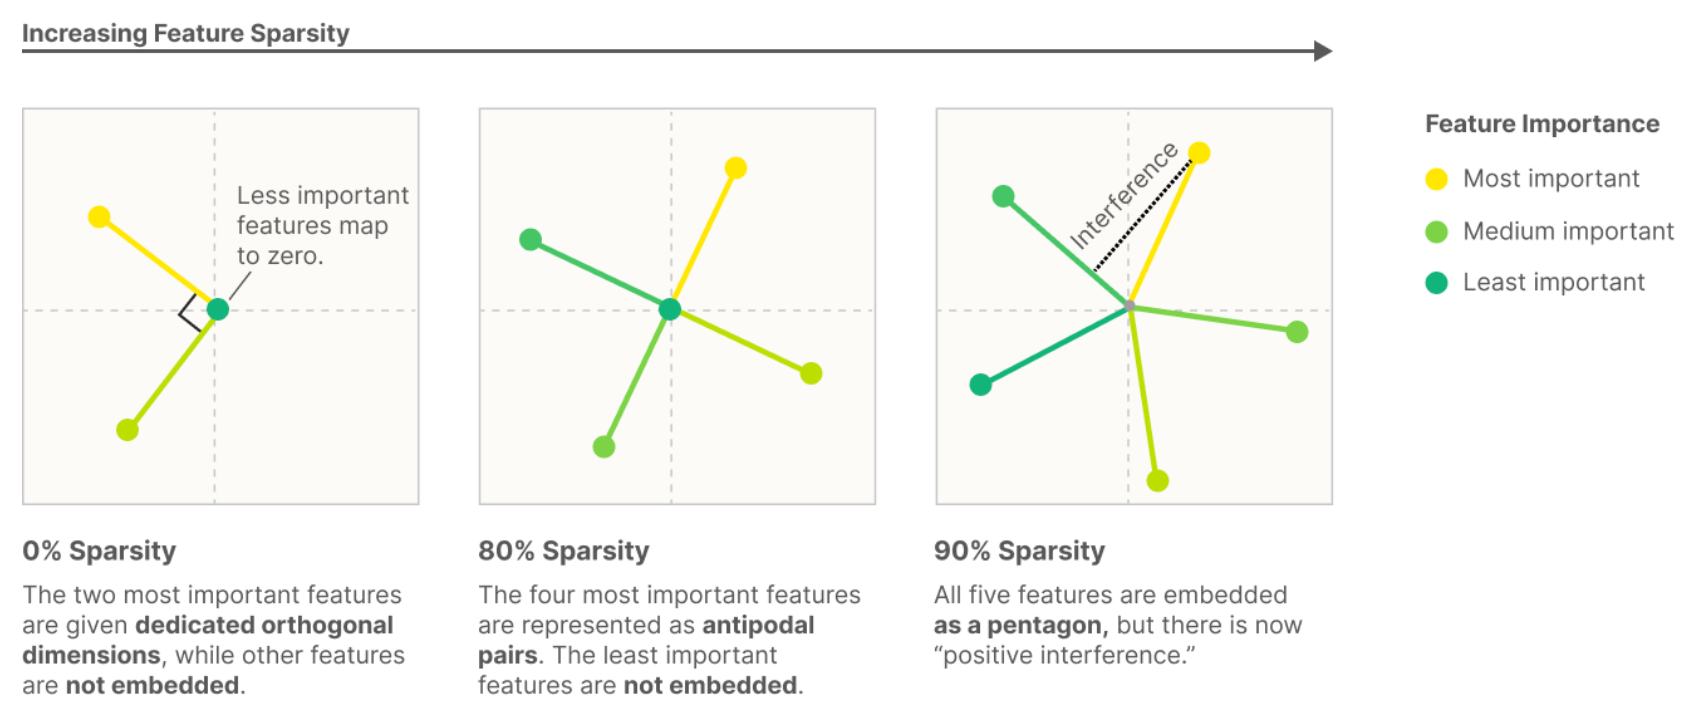 Increasing Feature Sparsity
Less important
features map
to zero.
Interference
Feature Importance
Most important
Medium important
Least important
0% Sparsity
The two most important features
are given dedicated orthogonal
dimensions, while other features
are not embedded.
80% Sparsity
The four most important features
are represented as antipodal
pairs. The least important
features are not embedded.
90% Sparsity
All five features are embedded
as a pentagon, but there is now
“positive interference.”